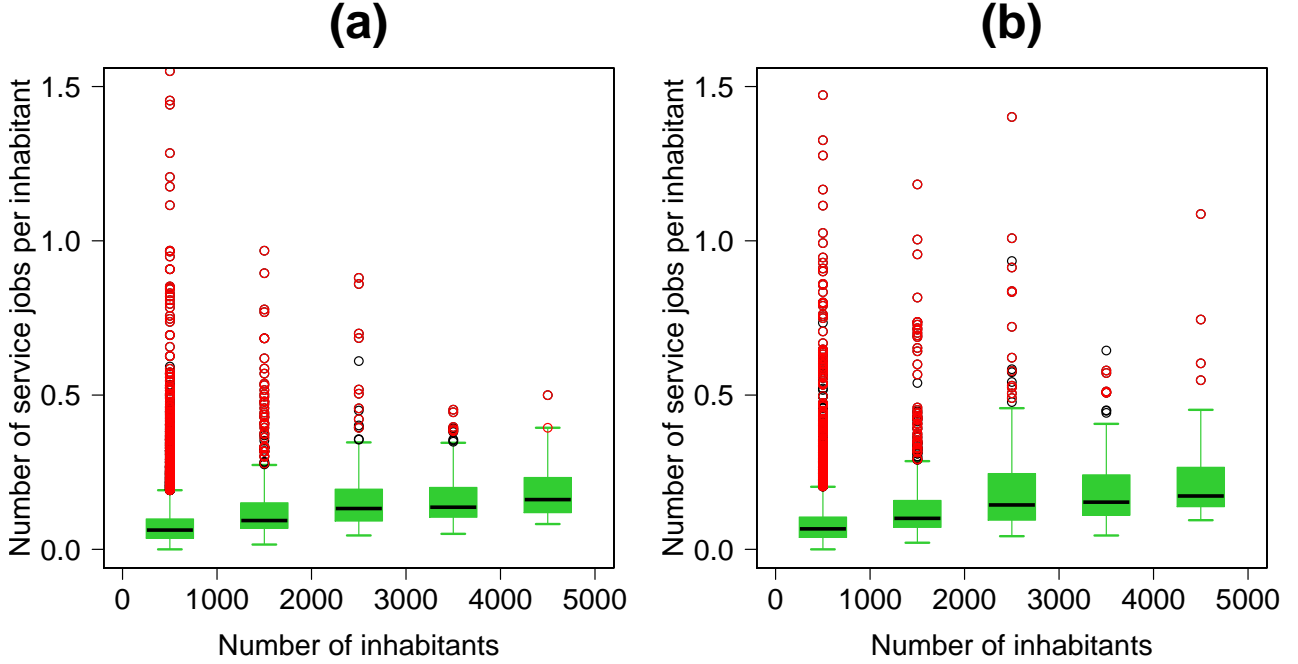 (a)
Number of service jobs per inhabitant
1.5
1.0
0.5
0.0
0 1000 2000 3000 4000 5000
Number of inhabitants
(b)
Number of service jobs per inhabitant
1.5
1.0
0.5
0.0
0 1000 2000 3000 4000 5000
Number of inhabitants